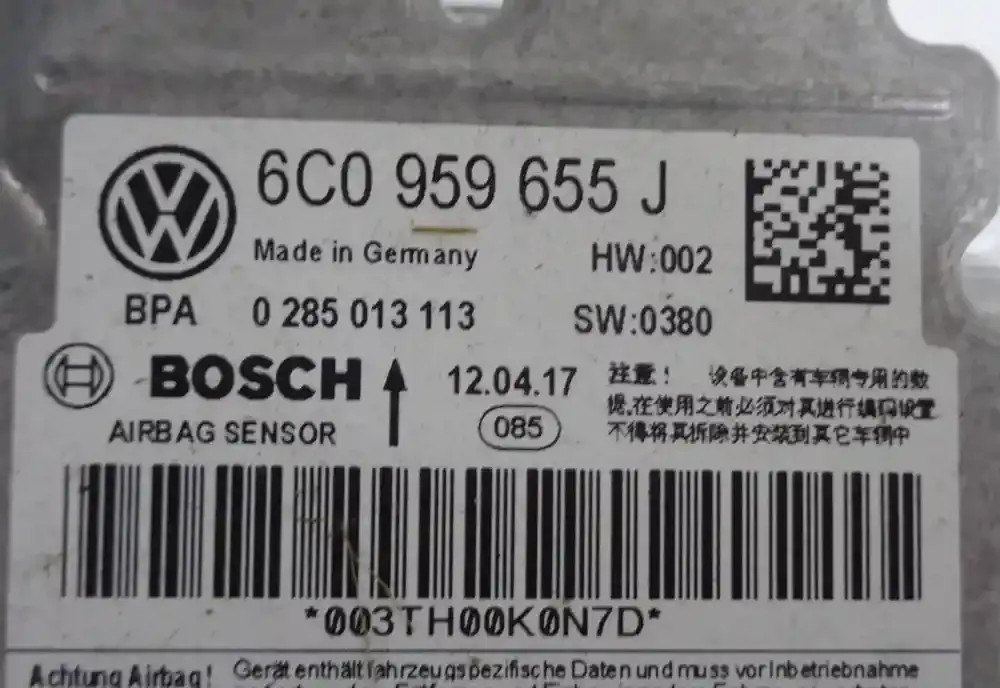 6C0 959 655 J
Made in Germany HW:002
BPA 0 285 013 113 SW:0380
BOSCH 12.04.17 注意！ 设备中含有车辆专用的数
据,在使用之前必须对其进行编码设置
AIRBAG SENSOR 085 不得将其拆除并安装到其它车辆中
*003TH00K0N7D*
Achtung Airbag! Gerät enthält fahrzeugspezifische Daten und muss vor Inbetriebnahme